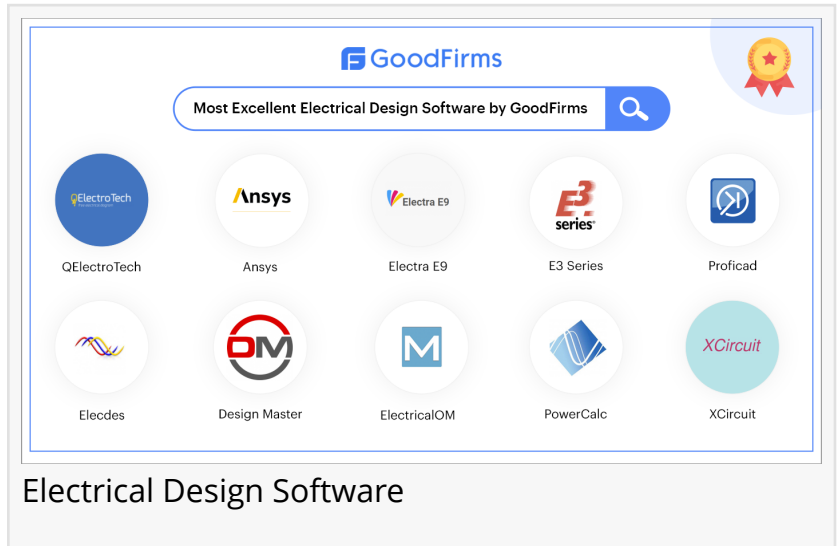 GoodFirms
Most Excellent Electrical Design Software by GoodFirms
QElectroTech
Ansys
Electra E9
E3 series
QElectroTech
Ansys
Electra E9
E3 Series
Proficad
DM
M
XCircuit
Elecdes
Design Master
ElectricalOM
PowerCalc
XCircuit
Electrical Design Software